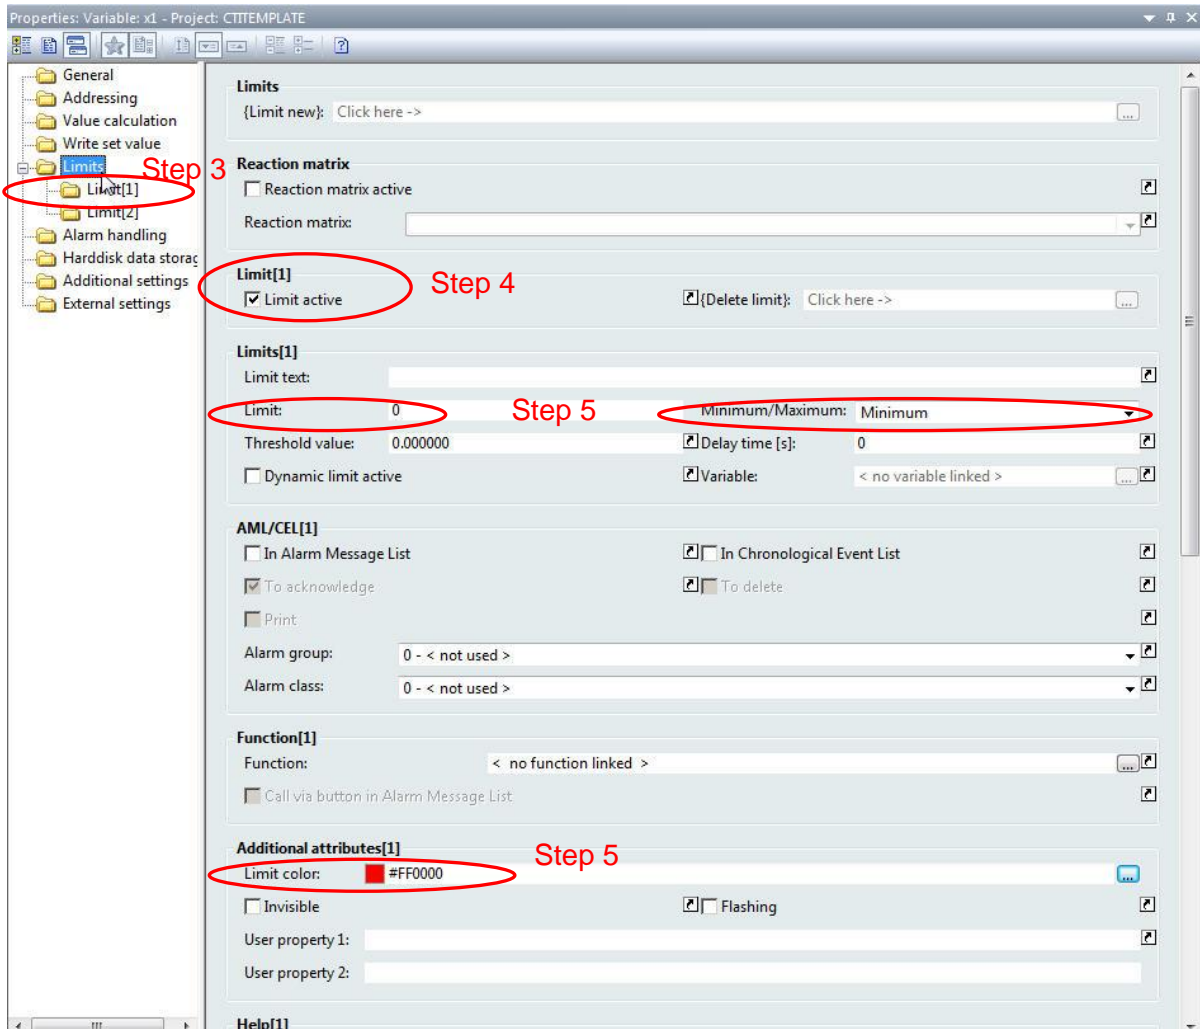 Properties: Variable: x1 - Project: CTITEMPLATE
General
Addressing
Value calculation
Write set value
Limits
Step 3
Limit[1]
Limit[2]
Alarm handling
Harddisk data storag
Additional settings
External settings
Limits
{Limit new}: Click here ->
Reaction matrix
Reaction matrix active
Reaction matrix:
Limit[1]
Step 4
Limit active
{Delete limit}: Click here ->
Limits[1]
Limit text:
Limit: 0 Step 5 Minimum/Maximum: Minimum
Threshold value: 0.000000 Delay time [s]: 0
Dynamic limit active Variable: < no variable linked >
AML/CEL[1]
In Alarm Message List In Chronological Event List
To acknowledge To delete
Print
Alarm group: 0 - < not used >
Alarm class: 0 - < not used >
Function[1]
Function: < no function linked >
Call via button in Alarm Message List
Additional attributes[1]
Step 5
Limit color: #FF0000
Invisible Flashing
User property 1:
User property 2:
Help[1]